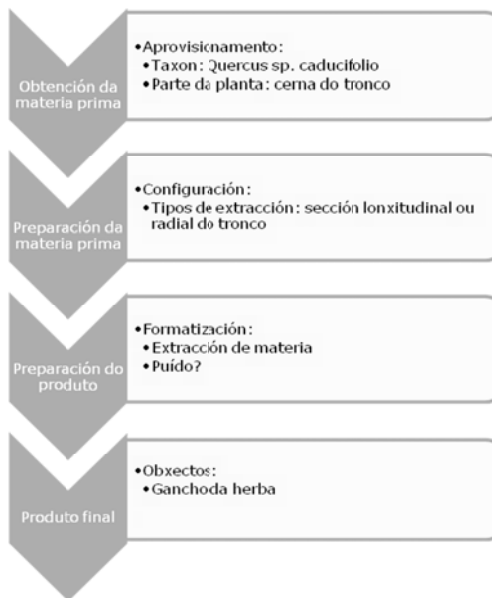 Obtención da
materia prima
•Aprovisionamento:
•Taxon: Quercus sp. caducifolio
•Parte da planta: cerna do tronco
Preparación da
materia prima
•Configuración:
•Tipos de extracción: sección lonxitudinal ou
radial do tronco
Preparación do
produto
•Formatización:
•Extracción de materia
•Puído?
Produto final
•Obxectos:
•Ganchoda herba